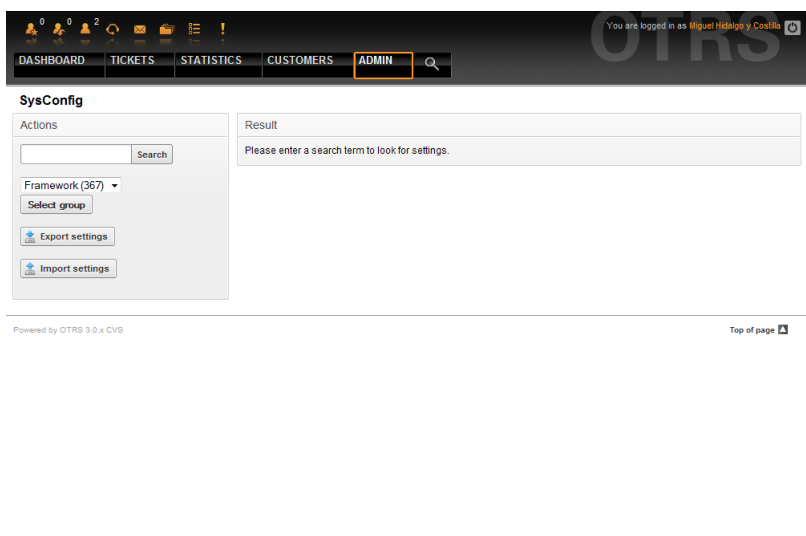 0 0 2
You are logged in as Miguel Hidalgo y Costilla
OTRS
DASHBOARD TICKETS STATISTICS CUSTOMERS ADMIN
SysConfig
Actions
Search
Framework (367)
Select group
Export settings
Import settings
Result
Please enter a search term to look for settings.
Powered by OTRS 3.0.x CVS
Top of page